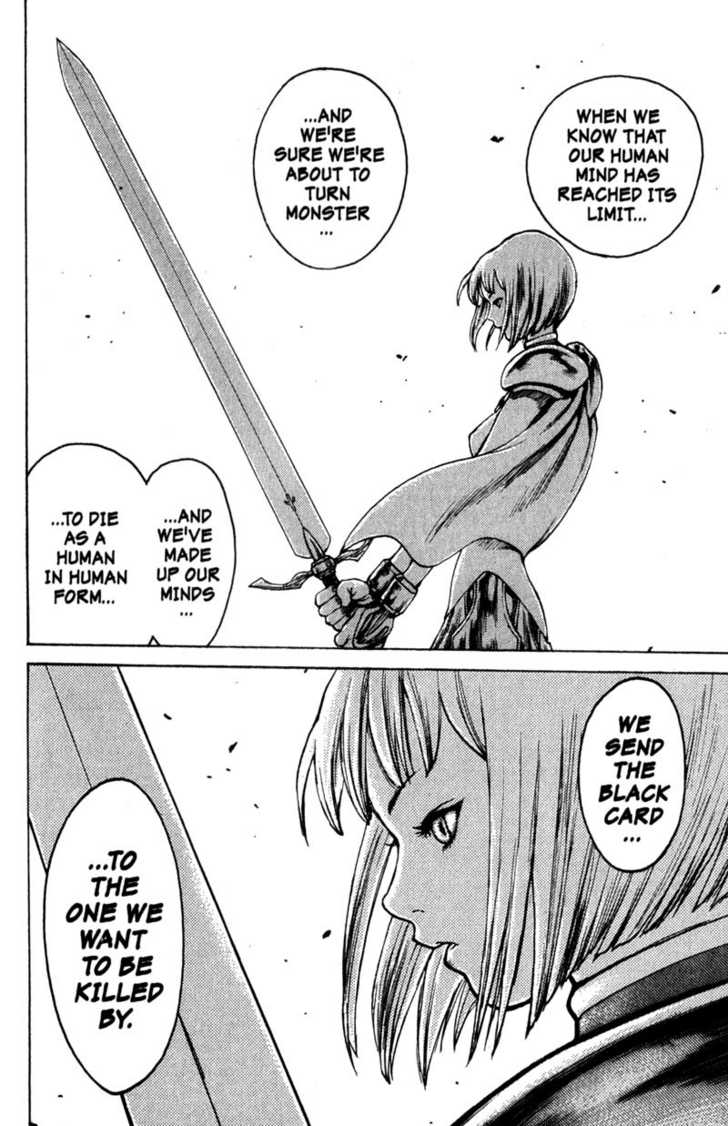 WHEN WE
KNOW THAT
OUR HUMAN
MIND HAS
REACHED ITS
LIMIT...
...AND
WE'RE
SURE WE'RE
ABOUT TO
TURN
MONSTER
...
...AND
WE'VE
MADE
UP OUR
MINDS
...
...TO DIE
AS A
HUMAN
IN HUMAN
FORM...
WE
SEND
THE
BLACK
CARD
...
...TO
THE
ONE WE
WANT
TO BE
KILLED
BY.